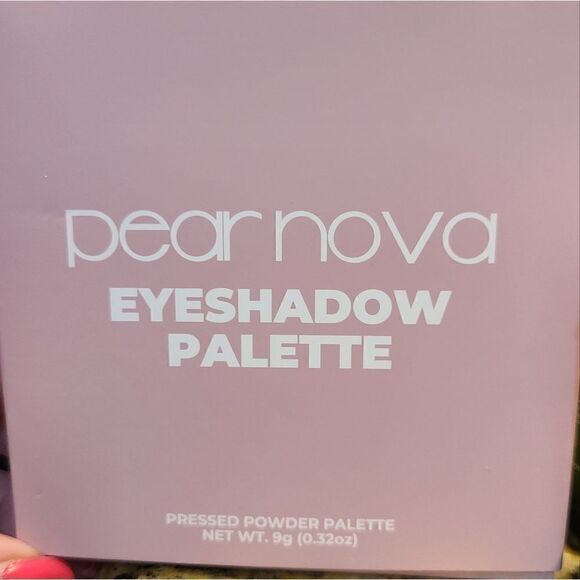 pear nova
EYESHADOW
PALETTE
PRESSED POWDER PALETTE
NET WT. 9g (0.32oz)